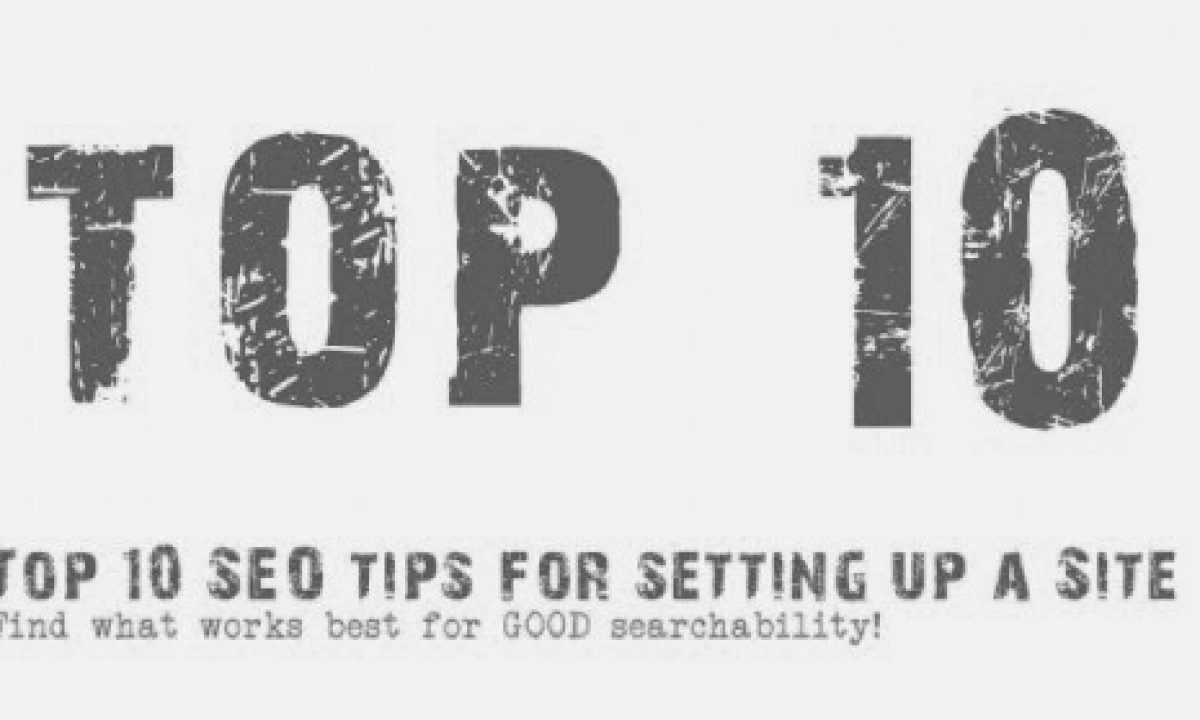 TOP 10
TOP 10 SEO TIPS FOR SETTING UP A SITE
Find what works best for GOOD searchability!